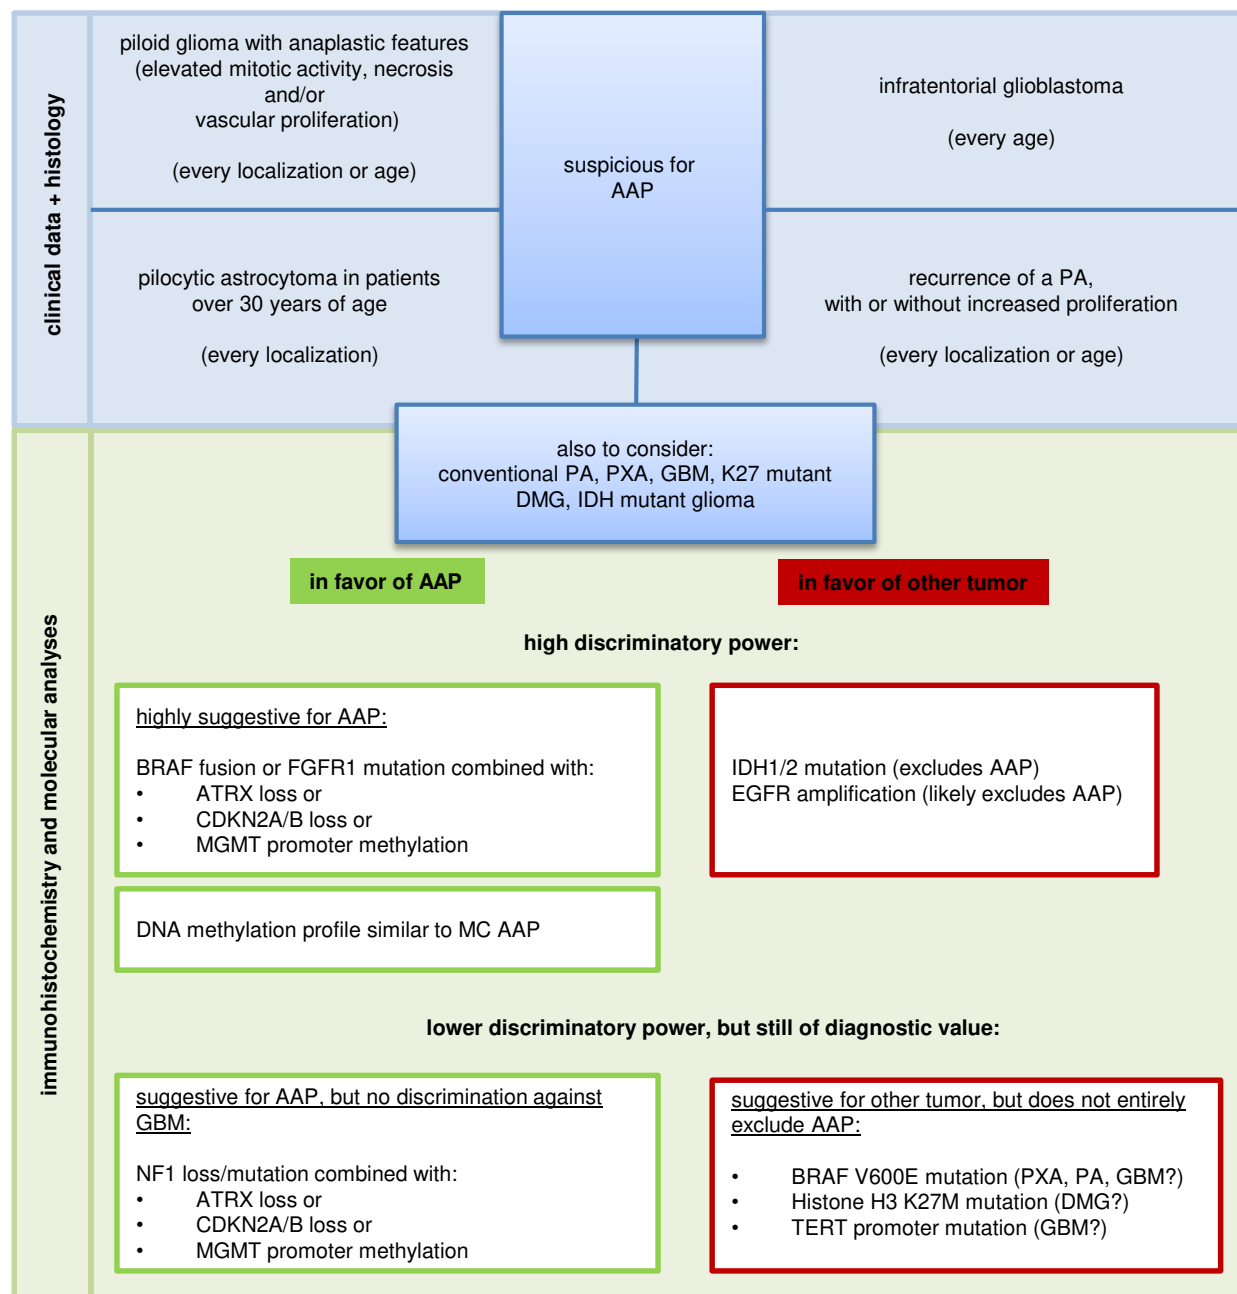 clinical data + histology
piloid glioma with anaplastic features
(elevated mitotic activity, necrosis
and/or
vascular proliferation)
(every localization or age)
suspicious for
AAP
infratentorial glioblastoma
(every age)
pilocytic astrocytoma in patients
over 30 years of age
(every localization)
recurrence of a PA,
with or without increased proliferation
(every localization or age)
also to consider:
conventional PA, PXA, GBM, K27 mutant
DMG, IDH mutant glioma
immunohistochemistry and molecular analyses
in favor of AAP
in favor of other tumor
high discriminatory power:
highly suggestive for AAP:
BRAF fusion or FGFR1 mutation combined with:
• ATRX loss or
• CDKN2A/B loss or
• MGMT promoter methylation
IDH1/2 mutation (excludes AAP)
EGFR amplification (likely excludes AAP)
DNA methylation profile similar to MC AAP
lower discriminatory power, but still of diagnostic value:
suggestive for AAP, but no discrimination against
GBM:
NF1 loss/mutation combined with:
• ATRX loss or
• CDKN2A/B loss or
• MGMT promoter methylation
suggestive for other tumor, but does not entirely
exclude AAP:
• BRAF V600E mutation (PXA, PA, GBM?)
• Histone H3 K27M mutation (DMG?)
• TERT promoter mutation (GBM?)